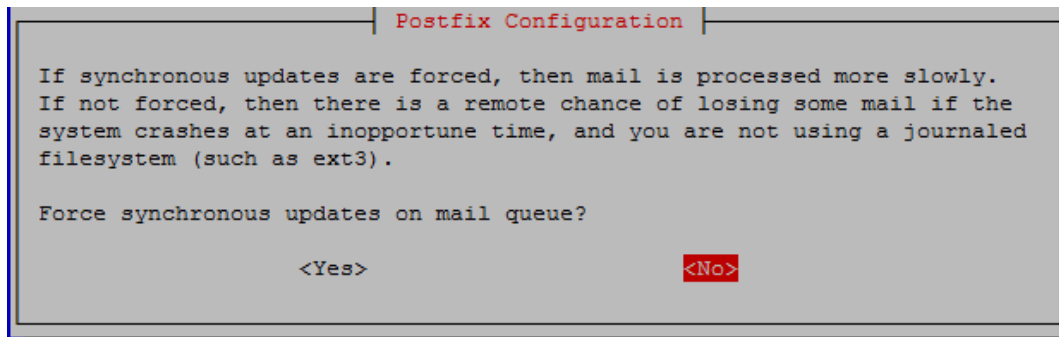 Postfix Configuration
If synchronous updates are forced, then mail is processed more slowly.
If not forced, then there is a remote chance of losing some mail if the
system crashes at an inopportune time, and you are not using a journaled
filesystem (such as ext3).
Force synchronous updates on mail queue?
<Yes> <No>